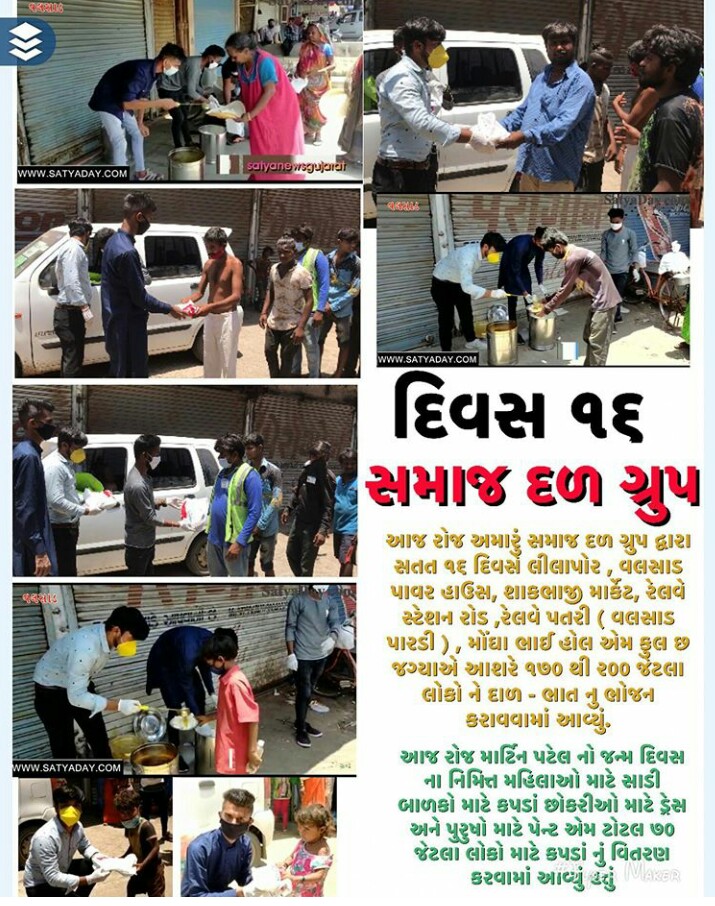 વલસાડ
WWW.SATYADAY.COM
satyanewsgujarat
SatyaDay
વલસાડ
WWW.SATYADAY.COM
દિવસ ૧૬
સમાજ દળ ગ્રુપ
આજ રોજ અમારું સમાજ દળ ગ્રુપ દ્વારા
સતત ૧૬ દિવસે લીલાપોર , વલસાડ
પાવર હાઉસ, શાકભાજી માર્કેટ, રેલવે
સ્ટેશન રોડ ,રેલવે પતરી ( વલસાડ
પારડી ) , મોંઘા ભાઈ હોલ એમ કુલ છ
જગ્યાએ આશરે ૧૭૦ થી ૨૦૦ જેટલા
લોકો ને દાળ - ભાત નુ ભોજન
કરાવવામાં આવ્યું.
વલસાડ
WWW.SATYADAY.COM
આજ રોજ માર્ટિન પટેલ નો જન્મ દિવસ
ના નિમિત્ત મહિલાઓ માટે સાડી
બાળકો માટે કપડાં છોકરીઓ માટે ડ્રેસ
અને પુરુષો માટે પેન્ટ એમ ટોટલ ૭૦
જેટલા લોકો માટે કપડાં નું વિતરણ
કરવામાં આવ્યું હતું
MAKER